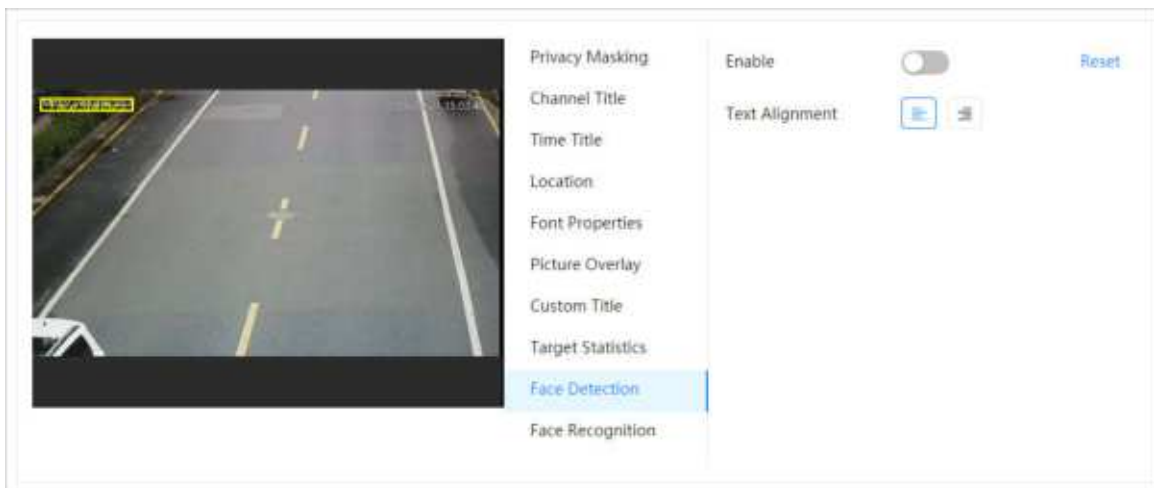 Privacy Masking
Channel Title
Time Title
Location
Font Properties
Picture Overlay
Custom Title
Target Statistics
Face Detection
Face Recognition
Enable
Reset
Text Alignment